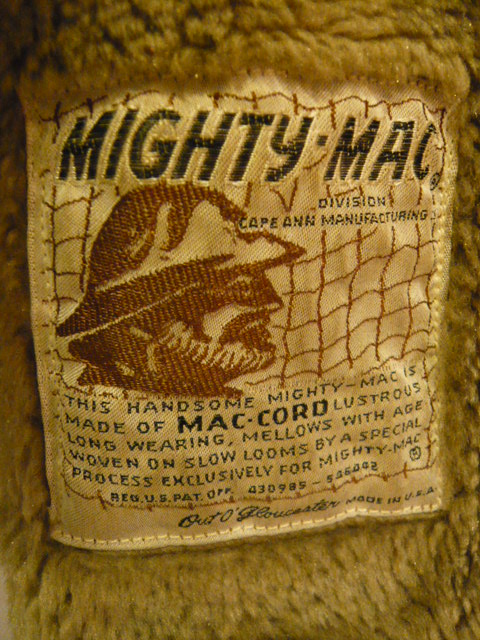 MIGHTY-MAC®
DIVISION
CAPE ANN MANUFACTURING
THIS HANDSOME MIGHTY-MAC IS
MADE OF MAC-CORD LUSTROUS
LONG WEARING, MELLOWS WITH AGE
WOVEN ON SLOW LOOMS BY A SPECIAL
PROCESS EXCLUSIVELY FOR MIGHTY-MAC®
REG. U.S. PAT. OFF. 430985 - 536042
Out O' Gloucester MADE IN U.S.A.